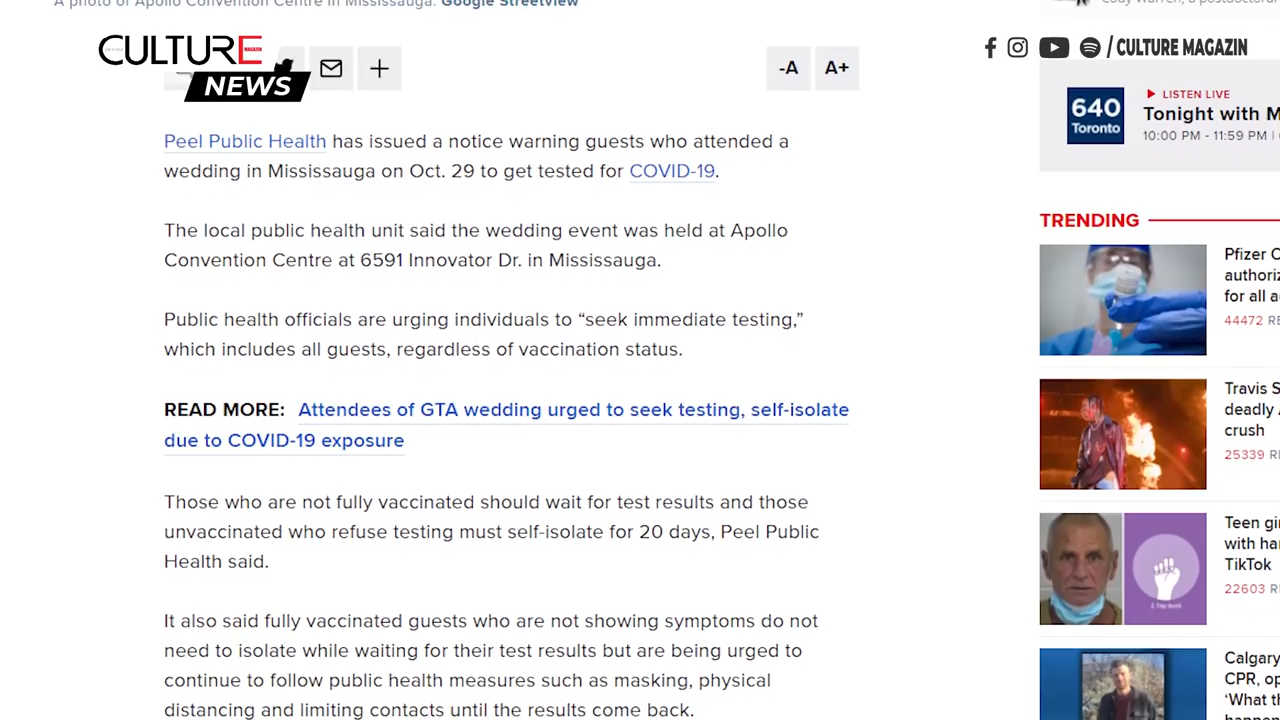 A photo of Apollo Convention Centre in Mississauga. Google Streetview
CULTURE
MAGAZIN
NEWS
-A A+
/ CULTURE MAGAZIN
Peel Public Health has issued a notice warning guests who attended a
wedding in Mississauga on Oct. 29 to get tested for COVID-19.
The local public health unit said the wedding event was held at Apollo
Convention Centre at 6591 Innovator Dr. in Mississauga.
Public health officials are urging individuals to “seek immediate testing,”
which includes all guests, regardless of vaccination status.
READ MORE: Attendees of GTA wedding urged to seek testing, self-isolate
due to COVID-19 exposure
Those who are not fully vaccinated should wait for test results and those
unvaccinated who refuse testing must self-isolate for 20 days, Peel Public
Health said.
It also said fully vaccinated guests who are not showing symptoms do not
need to isolate while waiting for their test results but are being urged to
continue to follow public health measures such as masking, physical
distancing and limiting contacts until the results come back.
Cody Warren, a postdoctoral
640
Toronto
LISTEN LIVE
Tonight with M
10:00 PM - 11:59 PM |
TRENDING
Pfizer C
authoriz
for all a
44472 RE
Travis S
deadly A
crush
25339 RE
Teen gi
with ha
TikTok
22603 RE
Calgary
CPR, op
‘What t